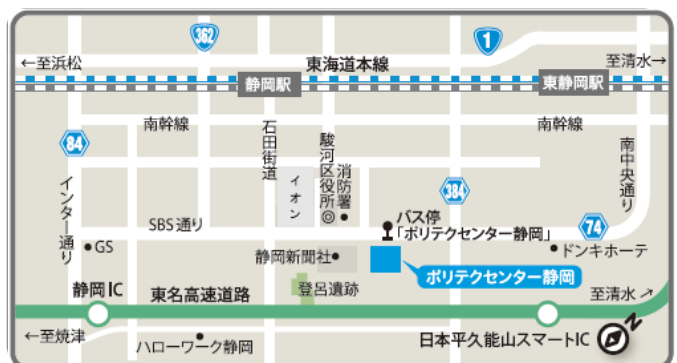 362
1
←至浜松
東海道本線
至清水→
静岡駅
東静岡駅
南幹線
南幹線
84
石田街道
駿河区役所
消防署
イオン
384
南中央通り
インター通り
SBS通り
バス停
「ポリテクセンター静岡」
74
GS
静岡新聞社
ドンキホーテ
ポリテクセンター静岡
静岡IC
東名高速道路
登呂遺跡
至清水↗
←至焼津
ハローワーク静岡
日本平久能山スマートIC
N